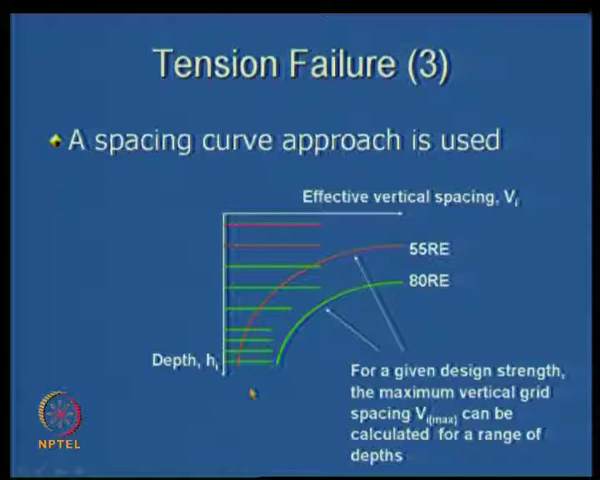 Tension Failure (3)
A spacing curve approach is used
Effective vertical spacing, Vi
55RE
80RE
Depth, hi
For a given design strength,
the maximum vertical grid
spacing Vi(max) can be
calculated for a range of
depths
NPTEL